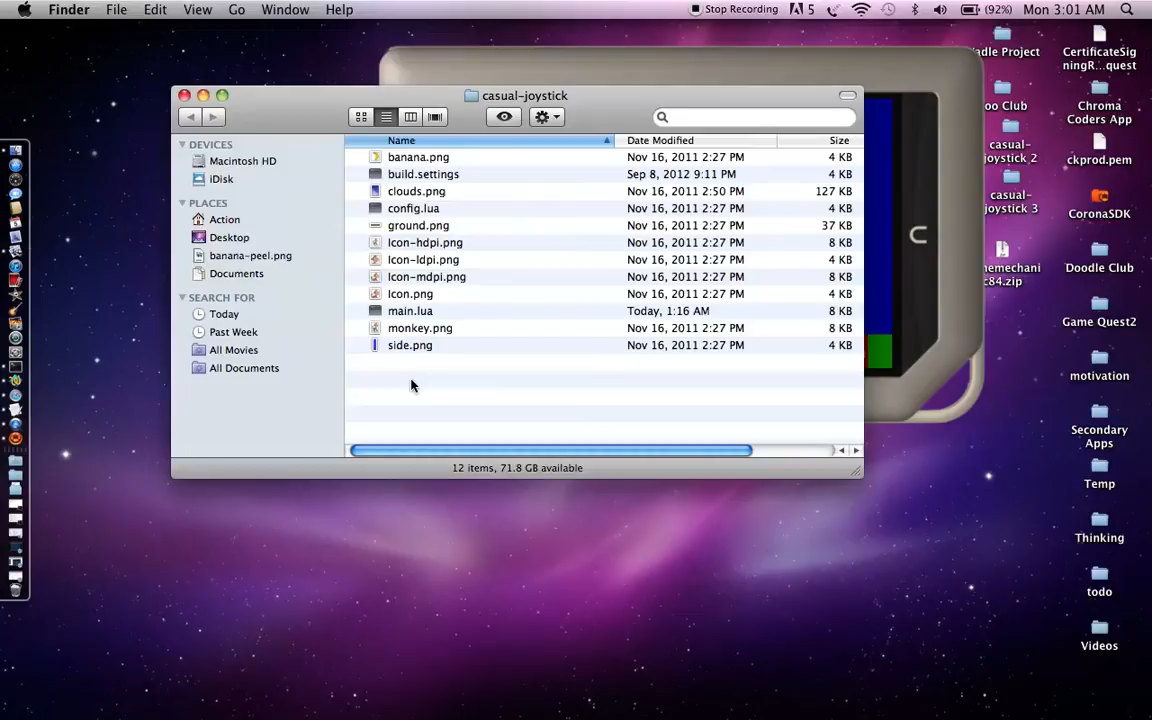 Finder File Edit View Go Window Help Stop Recording 5 (92%) Mon 3:01 AM
casual-joystick
Name Date Modified Size
banana.png Nov 16, 2011 2:27 PM 4 KB
build.settings Sep 8, 2012 9:11 PM 4 KB
clouds.png Nov 16, 2011 2:50 PM 127 KB
config.lua Nov 16, 2011 2:27 PM 4 KB
ground.png Nov 16, 2011 2:27 PM 37 KB
Icon-hdpi.png Nov 16, 2011 2:27 PM 8 KB
Icon-ldpi.png Nov 16, 2011 2:27 PM 4 KB
Icon-mdpi.png Nov 16, 2011 2:27 PM 8 KB
Icon.png Nov 16, 2011 2:27 PM 4 KB
main.lua Today, 1:16 AM 8 KB
monkey.png Nov 16, 2011 2:27 PM 8 KB
side.png Nov 16, 2011 2:27 PM 4 KB
12 items, 71.8 GB available
DEVICES
Macintosh HD
iDisk
PLACES
Action
Desktop
banana-peel.png
Documents
SEARCH FOR
Today
Past Week
All Movies
All Documents
adle Project
oo Club
casual-
joystick 2
casual-
joystick 3
emechanic
c84.zip
CertificateSigni
ngR...quest
Chroma
Coders App
ckprod.pem
CoronaSDK
Doodle Club
Game Quest2
motivation
Secondary
Apps
Temp
Thinking
todo
Videos